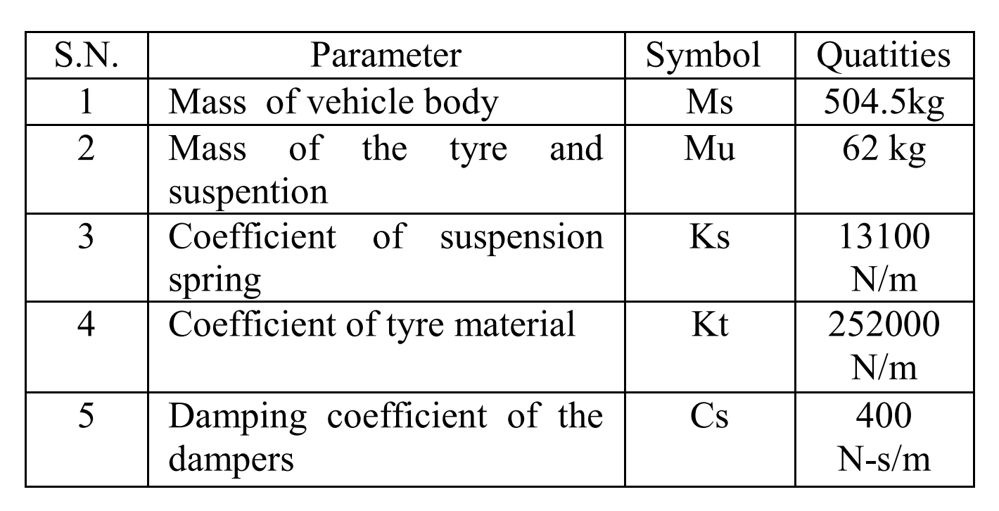 S.N. Parameter Symbol Quatities
1 Mass of vehicle body Ms 504.5kg
2 Mass of the tyre and Mu 62 kg
suspention
3 Coefficient of suspension Ks 13100
spring N/m
4 Coefficient of tyre material Kt 252000
N/m
5 Damping coefficient of the Cs 400
dampers N-s/m